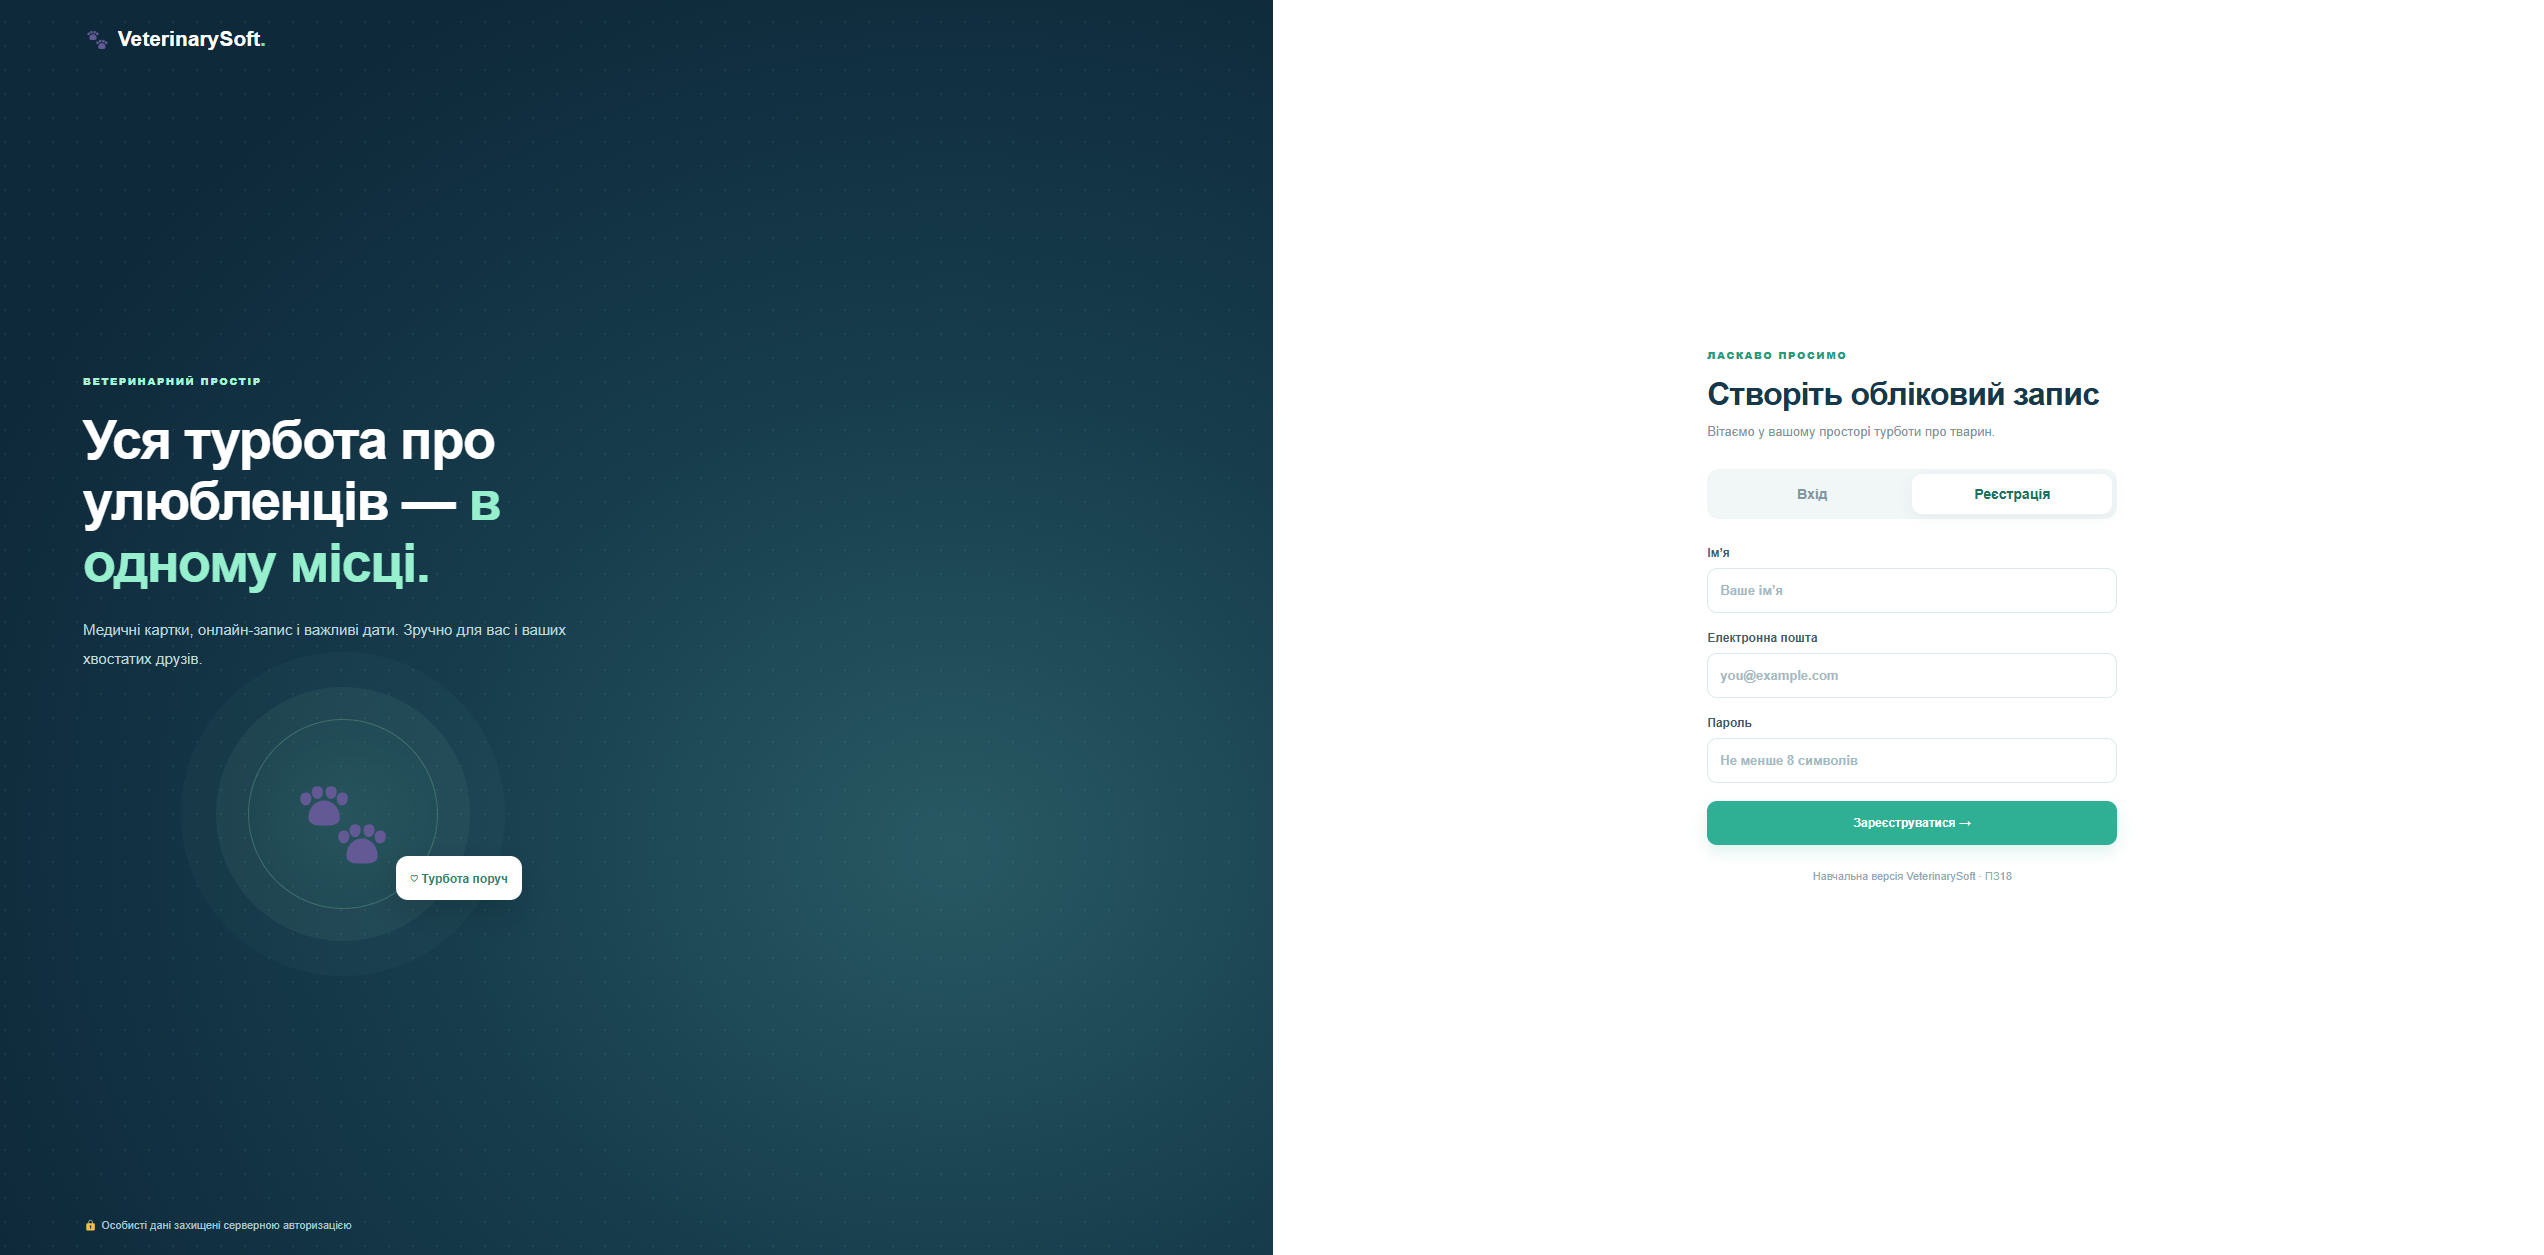 VeterinarySoft.
ВЕТЕРИНАРНИЙ ПРОСТІР
Уся турбота про
улюбленців — в
одному місці.
Медичні картки, онлайн-запис і важливі дати. Зручно для вас і ваших
хвостатих друзів.
♡ Турбота поруч
Особисті дані захищені серверною авторизацією
ЛАСКАВО ПРОСИМО
Створіть обліковий запис
Вітаємо у вашому просторі турботи про тварин.
Вхід
Реєстрація
Ім'я
Ваше ім'я
Електронна пошта
you@example.com
Пароль
Не менше 8 символів
Зареєструватися →
Навчальна версія VeterinarySoft · ПЗ18